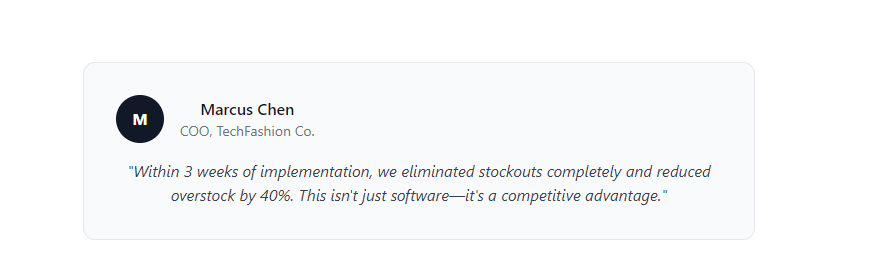 M
Marcus Chen
COO, TechFashion Co.
"Within 3 weeks of implementation, we eliminated stockouts completely and reduced
overstock by 40%. This isn't just software—it's a competitive advantage."